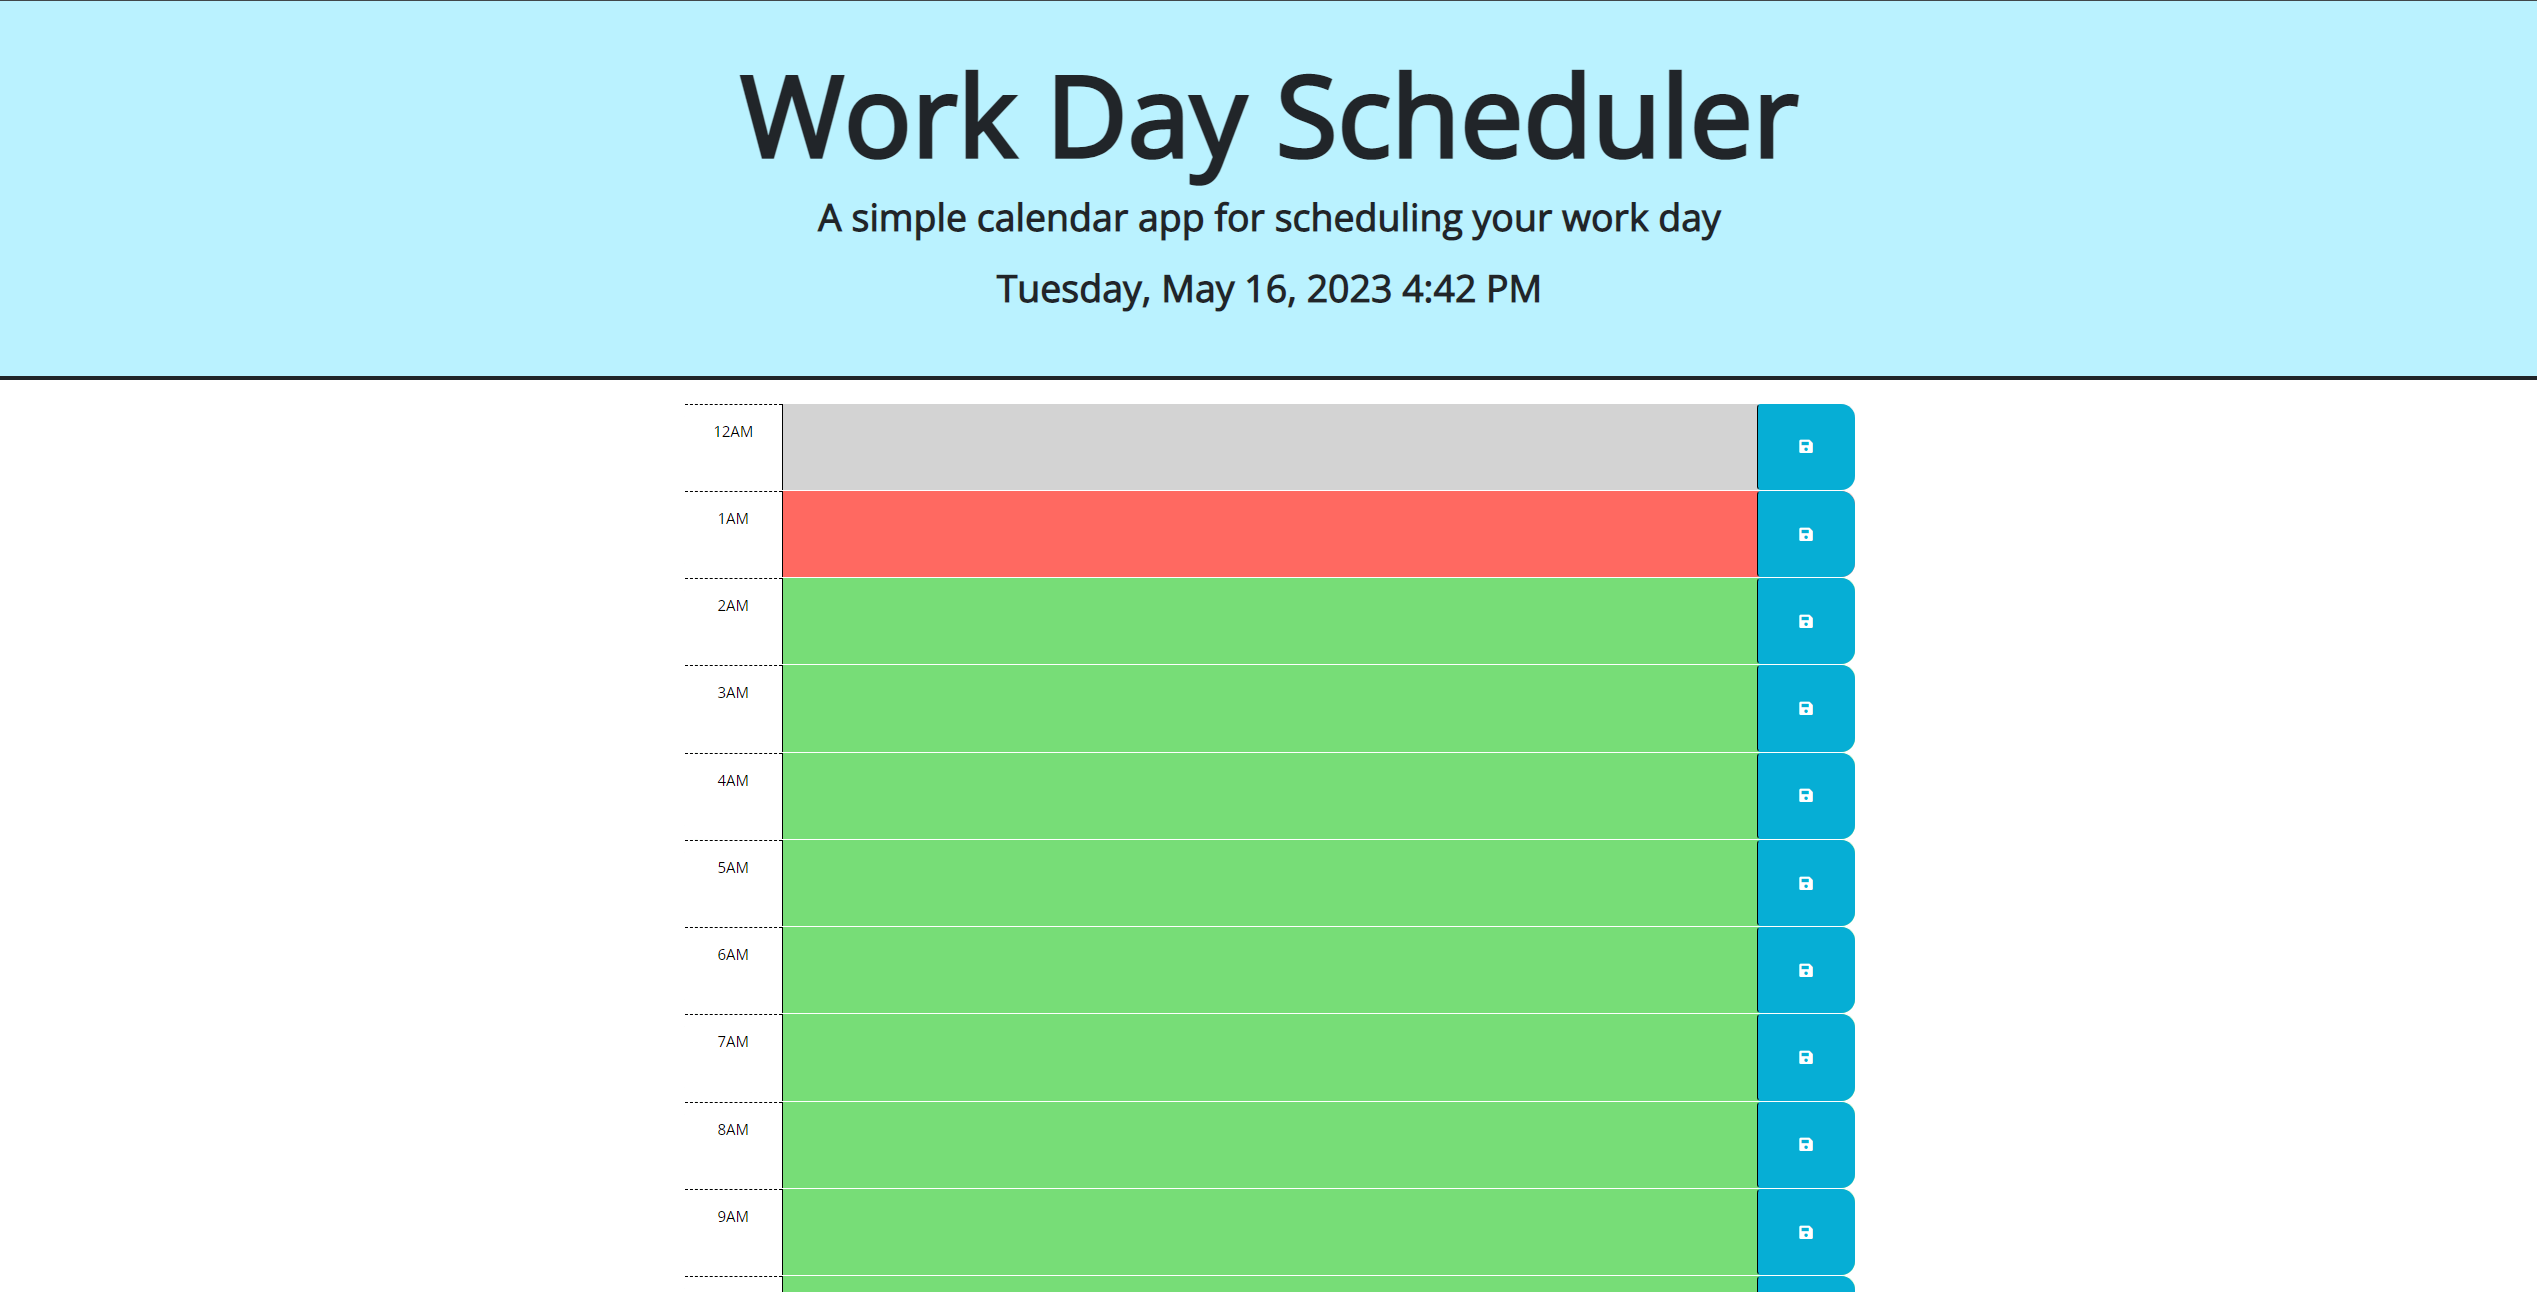 Work Day Scheduler
A simple calendar app for scheduling your work day
Tuesday, May 16, 2023 4:42 PM
12AM
1AM
2AM
3AM
4AM
5AM
6AM
7AM
8AM
9AM